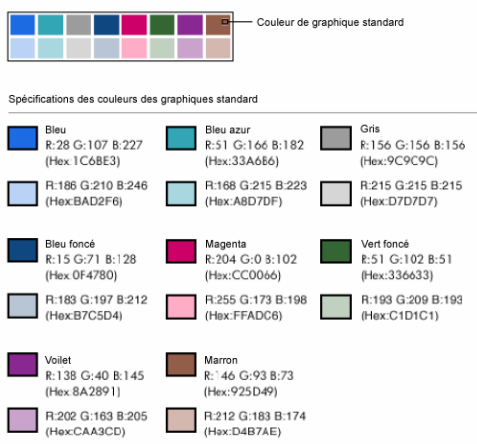 Couleur de graphique standard
Spécifications des couleurs des graphiques standard
Bleu
R:28 G:107 B:227
(Hex:1C6BE3)
R:186 G:210 B:246
(Hex:BAD2F6)
Bleu azur
R:51 G:166 B:182
(Hex:33A6B6)
R:168 G:215 B:223
(Hex:A8D7DF)
Gris
R:156 G:156 B:156
(Hex:9C9C9C)
R:215 G:215 B:215
(Hex:D7D7D7)
Bleu foncé
R:15 G:71 B:128
(Hex:0F4780)
R:183 G:197 B:212
(Hex:B7C5D4)
Magenta
R:204 G:0 B:102
(Hex:CC0066)
R:255 G:173 B:198
(Hex:FFADC6)
Vert foncé
R:51 G:102 B:51
(Hex:336633)
R:193 G:209 B:193
(Hex:C1D1C1)
Voilet
R:138 G:40 B:145
(Hex:8A2891)
R:202 G:163 B:205
(Hex:CAA3CD)
Marron
R:146 G:93 B:73
(Hex:925D49)
R:212 G:183 B:174
(Hex:D4B7AE)